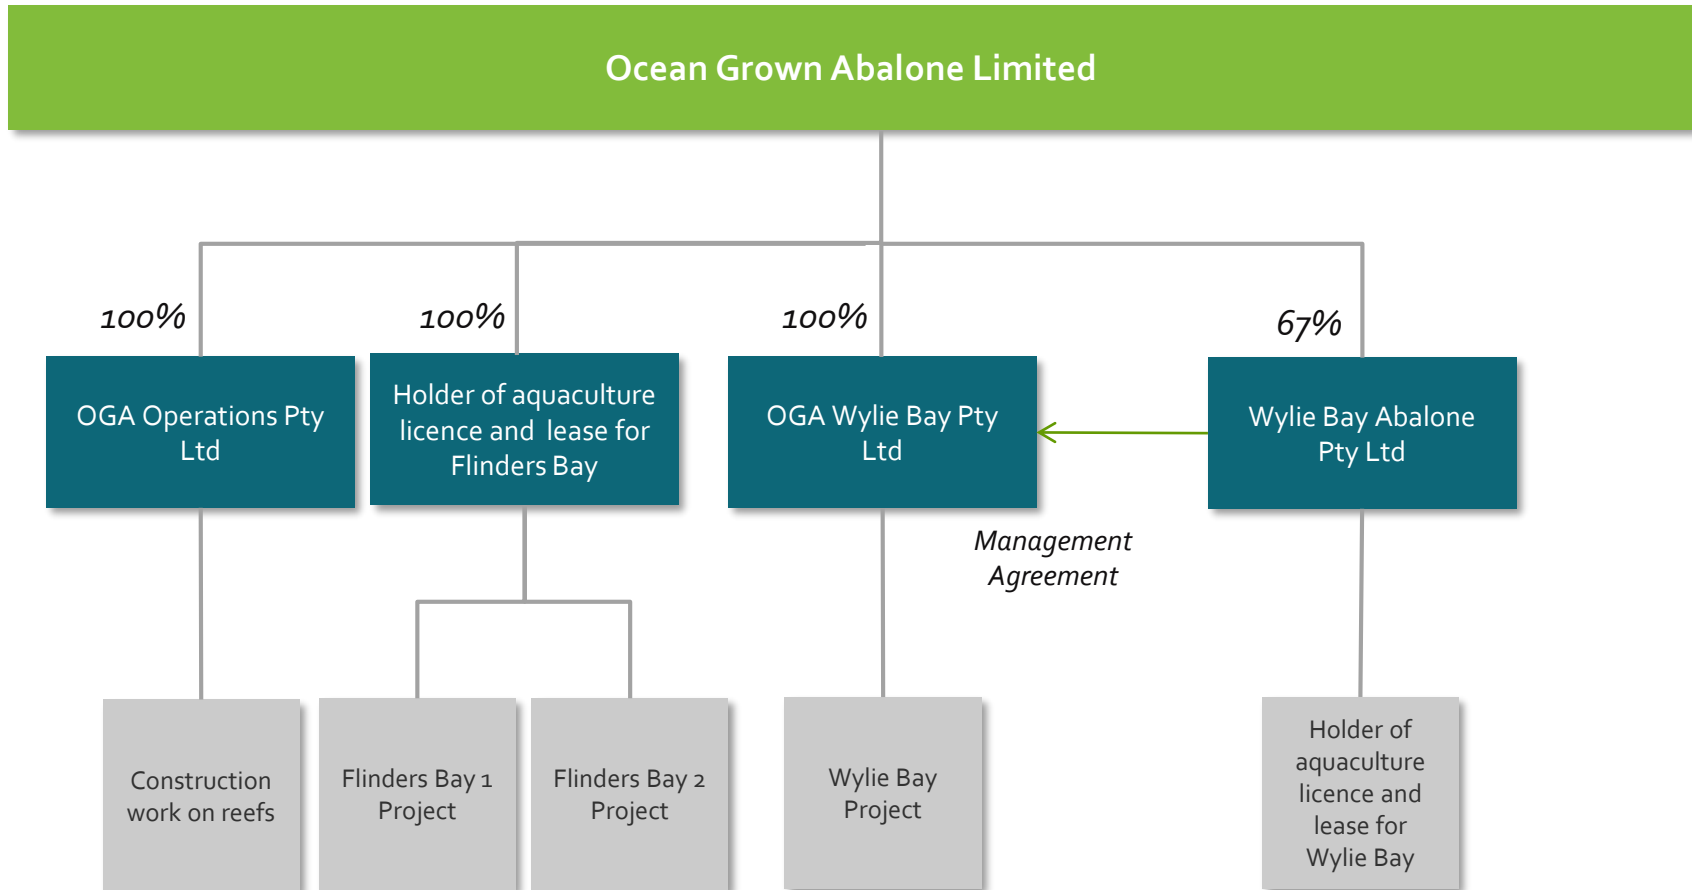 Ocean Grown Abalone Limited
100%
100%
100%
67%
OGA Operations Pty
Ltd
Holder of aquaculture
licence and lease for
Flinders Bay
OGA Wylie Bay Pty
Ltd
Wylie Bay Abalone
Pty Ltd
Management
Agreement
Construction
work on reefs
Flinders Bay 1
Project
Flinders Bay 2
Project
Wylie Bay
Project
Holder of
aquaculture
licence and
lease for
Wylie Bay